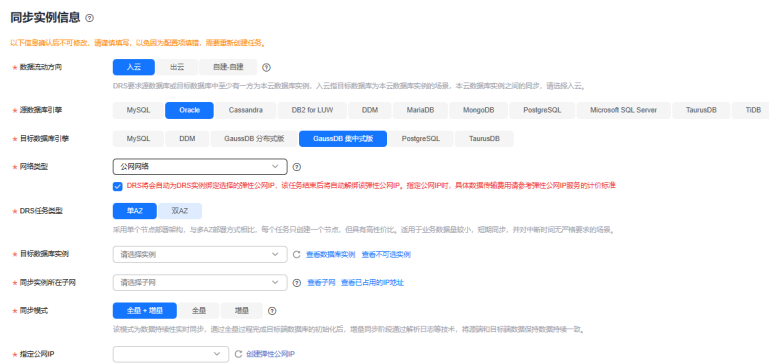 同步实例信息
以下信息确认后不可修改，请谨慎填写，以免因为配置项填错，需要重新创建任务。
* 数据流动方向 入云 出云 自建-自建
DRS要求源数据库或目标数据库中至少有一方为本云数据库实例。入云指目标数据库为本云数据库实例的场景，本云数据库实例之间的同步，请选择入云。
* 源数据库引擎 MySQL Oracle Cassandra DB2 for LUW DDM MariaDB MongoDB PostgreSQL Microsoft SQL Server TaurusDB TiDB
* 目标数据库引擎 MySQL DDM GaussDB 分布式版 GaussDB 集中式版 PostgreSQL TaurusDB
* 网络类型 公网网络
DRS将会自动为DRS实例绑定选择的弹性公网IP，该任务结束后将自动解绑该弹性公网IP。指定公网IP时，具体数据传输费用请参考弹性公网IP服务的计价标准
* DRS任务类型 单AZ 双AZ
采用单个节点部署架构，与多AZ部署方式相比，每个任务只创建一个节点，但具有高性价比。适用于业务数据量较小，短期同步，并对中断时间无严格要求的场景。
* 目标数据库实例 请选择实例 查看数据库实例 查看不可选实例
* 同步实例所在子网 请选择子网 查看子网 查看已占用的IP地址
* 同步模式 全量 + 增量 全量 增量
该模式为数据持续性实时同步，通过全量过程完成目标端数据库的初始化后，增量同步阶段通过解析日志等技术，将源端和目标端数据保持数据持续一致。
* 指定公网IP 创建弹性公网IP